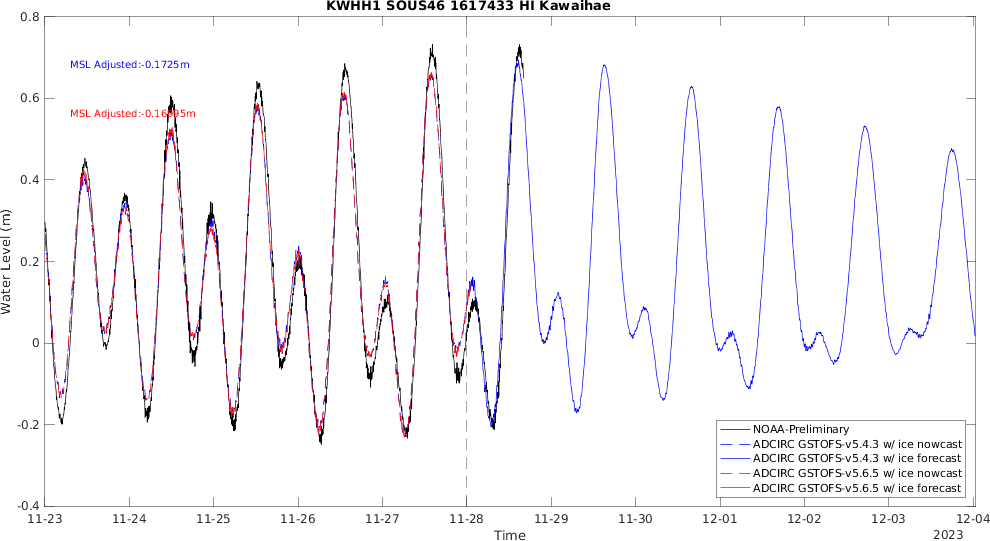 KWHH1 SOUS46 1617433 HI Kawaihae
0.8
0.6
0.4
0.2
0
-0.2
-0.4
Water Level (m)
MSL Adjusted:-0.1725m
MSL Adjusted:-0.16995m
NOAA-Preliminary
ADCIRC GSTOFS-v5.4.3 w/ ice nowcast
ADCIRC GSTOFS-v5.4.3 w/ ice forecast
ADCIRC GSTOFS-v5.6.5 w/ ice nowcast
ADCIRC GSTOFS-v5.6.5 w/ ice forecast
11-23 11-24 11-25 11-26 11-27 11-28 11-29 11-30 12-01 12-02 12-03 12-04
Time
2023